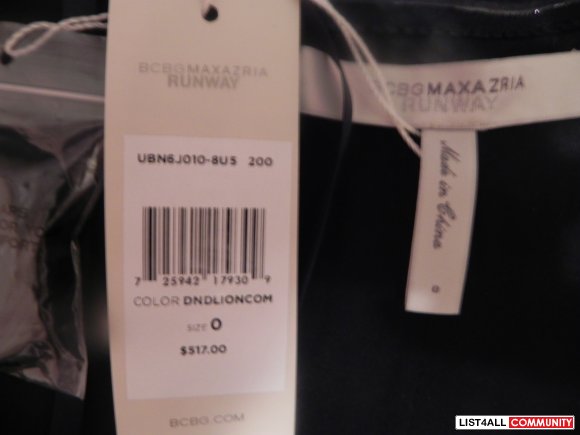 BCBGMAXAZRIA
RUNWAY
UBN6J010-8U5 200
7 25942 17930 9
COLOR DNDLIONCOM
SIZE 0
$517.00
BCBG.COM
BCBGMAXAZRIA
RUNWAY
Made in China
0
LIST4ALL COMMUNITY